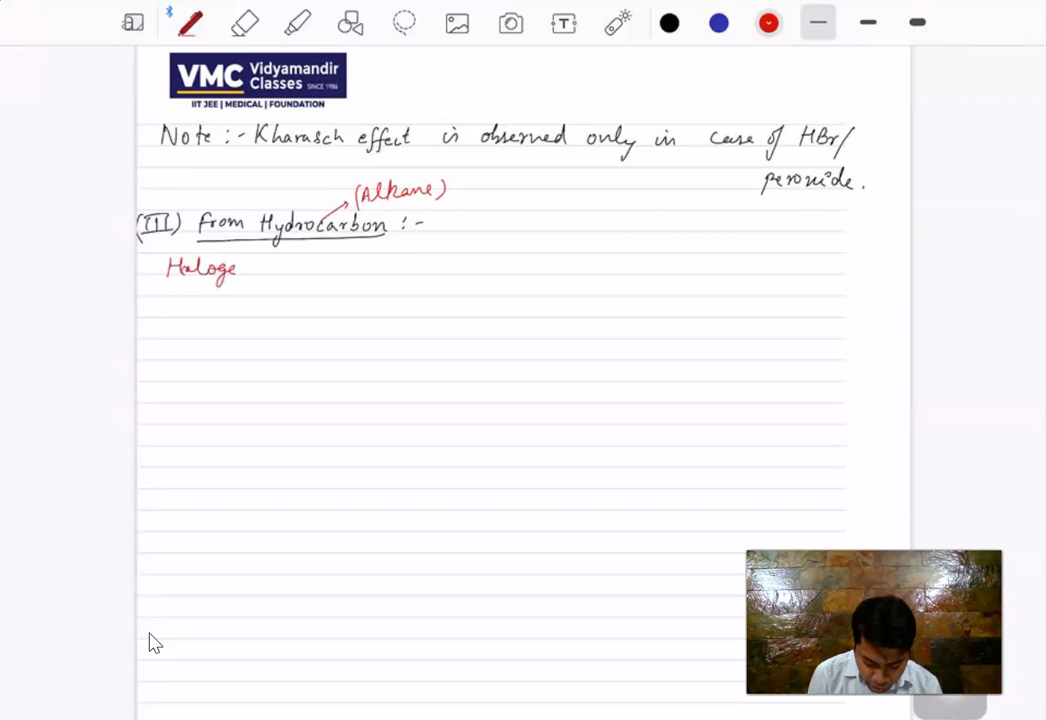 T
VMC Vidyamandir Classes SINCE 1986
IIT JEE | MEDICAL | FOUNDATION
Note :- Kharasch effect is observed only in case of HBr/
peroxide.
(Alkane)
(III) From Hydrocarbon :-
Haloge